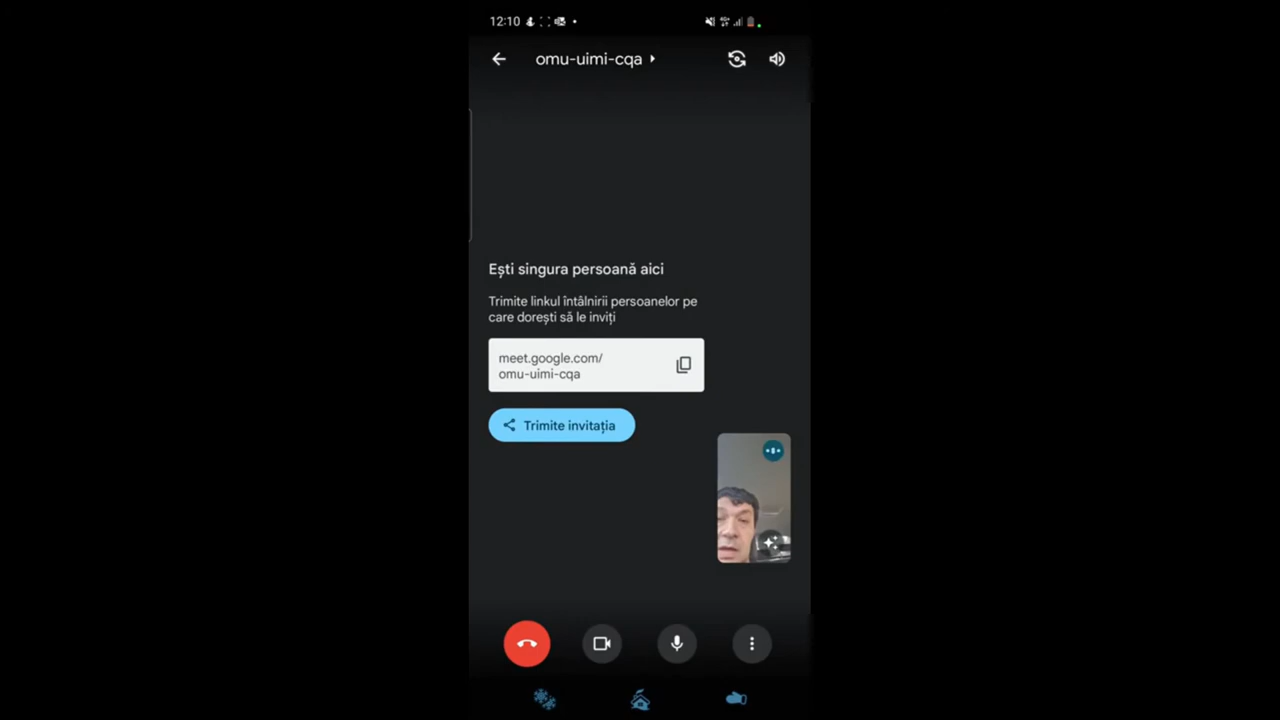 12:10
omu-uimi-cqa
Ești singura persoană aici
Trimite linkul întâlnirii persoanelor pe
care dorești să le inviți
meet.google.com/
omu-uimi-cqa
Trimite invitația